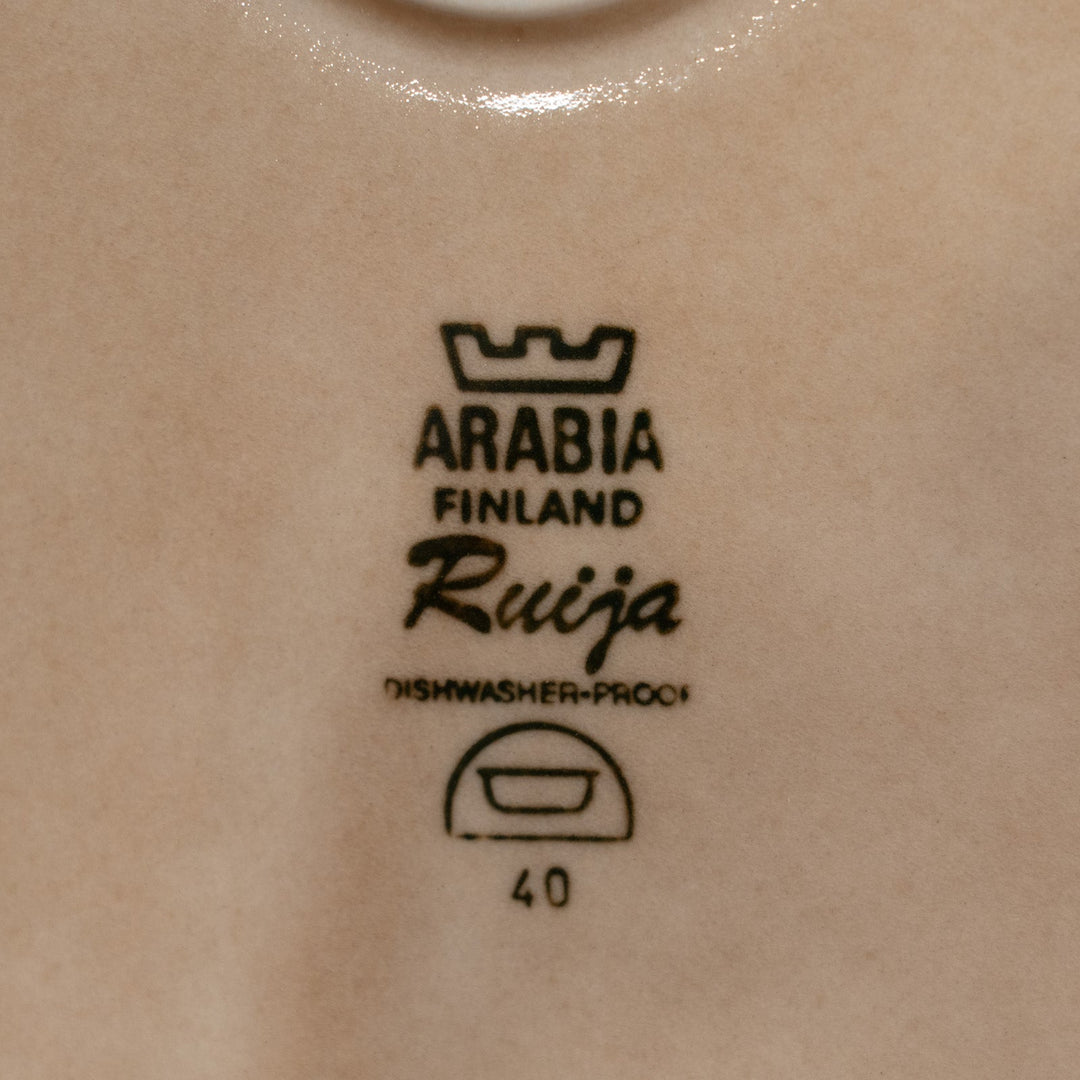 ARABIA
FINLAND
Ruija
DISHWASHER-PROOF
40